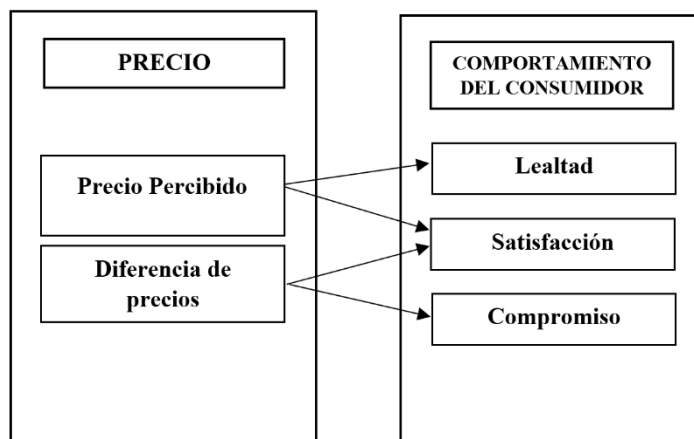 PRECIO
Precio Percibido
Diferencia de
precios
COMPORTAMIENTO
DEL CONSUMIDOR
Lealtad
Satisfacción
Compromiso